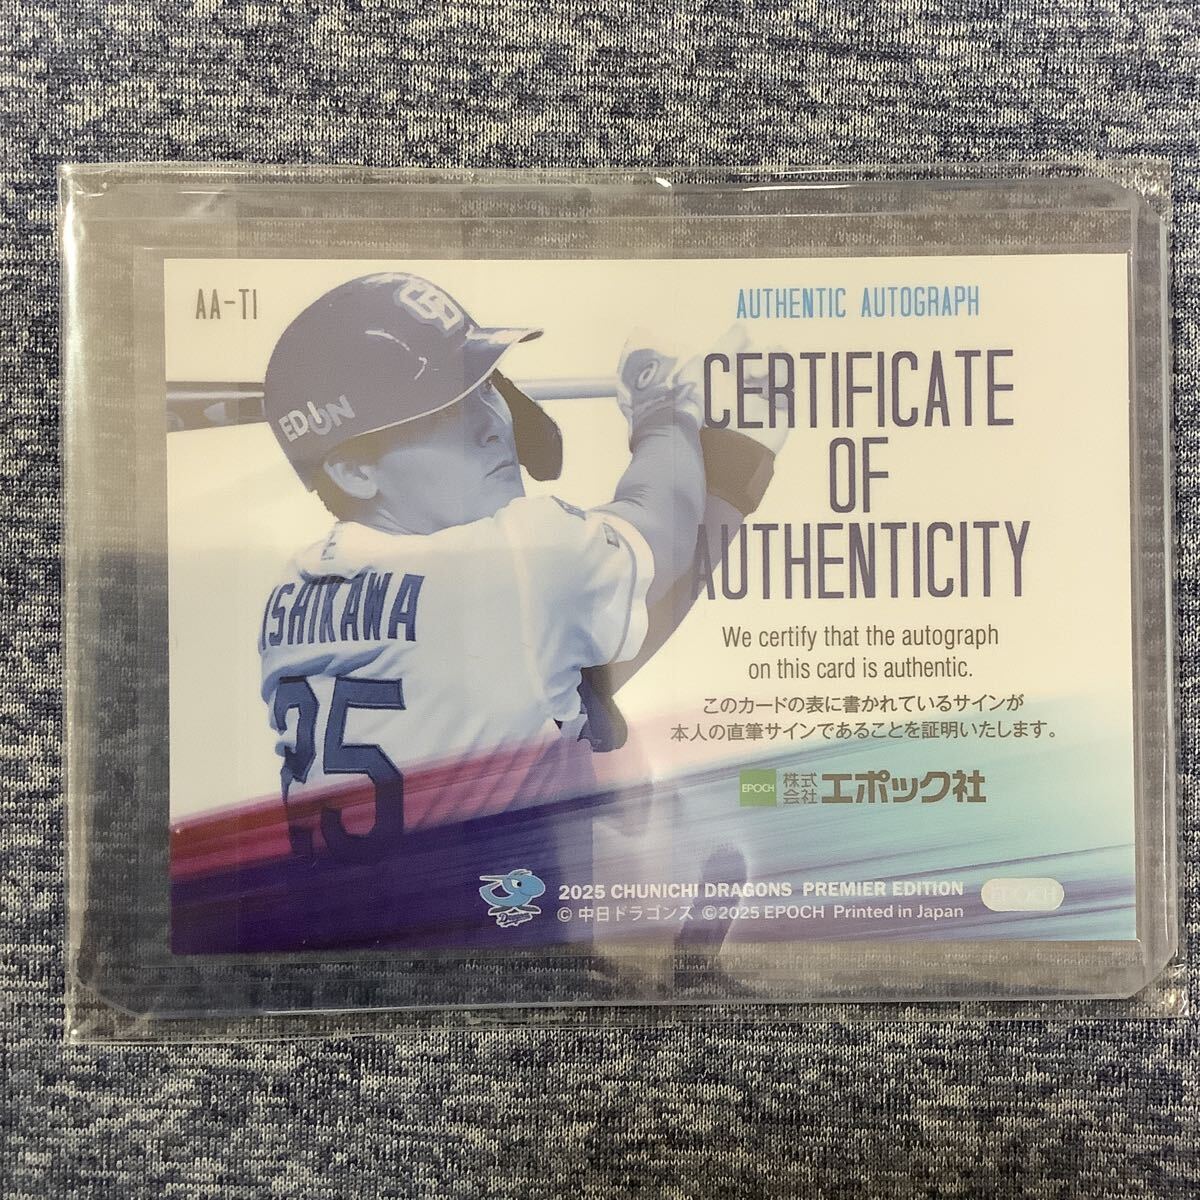 AA-TI
AUTHENTIC AUTOGRAPH
CERTIFICATE
OF
AUTHENTICITY
EDION
ISHIKAWA
25
We certify that the autograph
on this card is authentic.
このカードの表に書かれているサインが
本人の直筆サインであることを証明いたします。
EPOCH 株式会社 エポック社
Dragons
2025 CHUNICHI DRAGONS PREMIER EDITION
© 中日ドラゴンズ ©2025 EPOCH Printed in Japan
EPOCH